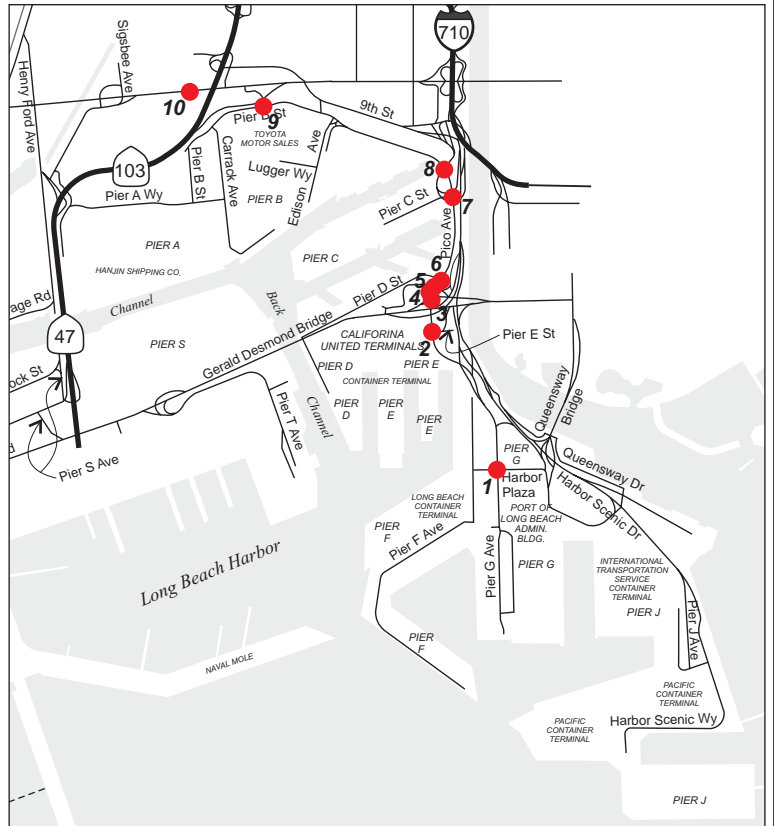 Sigsbee Ave
Henry Ford Ave
710
10
9
Pier B St
9th St
TOYOTA
MOTOR SALES
103
Pier B St
Carrack Ave
Lugger Wy
Edison Ave
8
Pier A Wy
PIER B
Pier C St
7
Pico Ave
PIER A
PIER C
HANJIN SHIPPING CO.
6
5
4
3
2
Pier D St
age Rd
Channel
Back
Channel
47
PIER S
Gerald Desmond Bridge
CALIFORINA
UNITED TERMINALS
Pier E St
PIER D
PIER E
CONTAINER TERMINAL
ock St
d
Pier T Ave
PIER
D
PIER
E
PIER
E
Queensway
Bridge
Pier S Ave
PIER
G
Queensway Dr
1
Harbor
Plaza
Harbor Scenic Dr
LONG BEACH
CONTAINER
TERMINAL
PORT OF
LONG BEACH
ADMIN.
BLDG.
PIER
F
Pier F Ave
Pier G Ave
PIER G
INTERNATIONAL
TRANSPORTATION
SERVICE
CONTAINER
TERMINAL
PIER J
Pier J Ave
Long Beach Harbor
PIER
F
NAVAL MOLE
PACIFIC
CONTAINER
TERMINAL
PACIFIC
CONTAINER
TERMINAL
Harbor Scenic Wy
PIER J